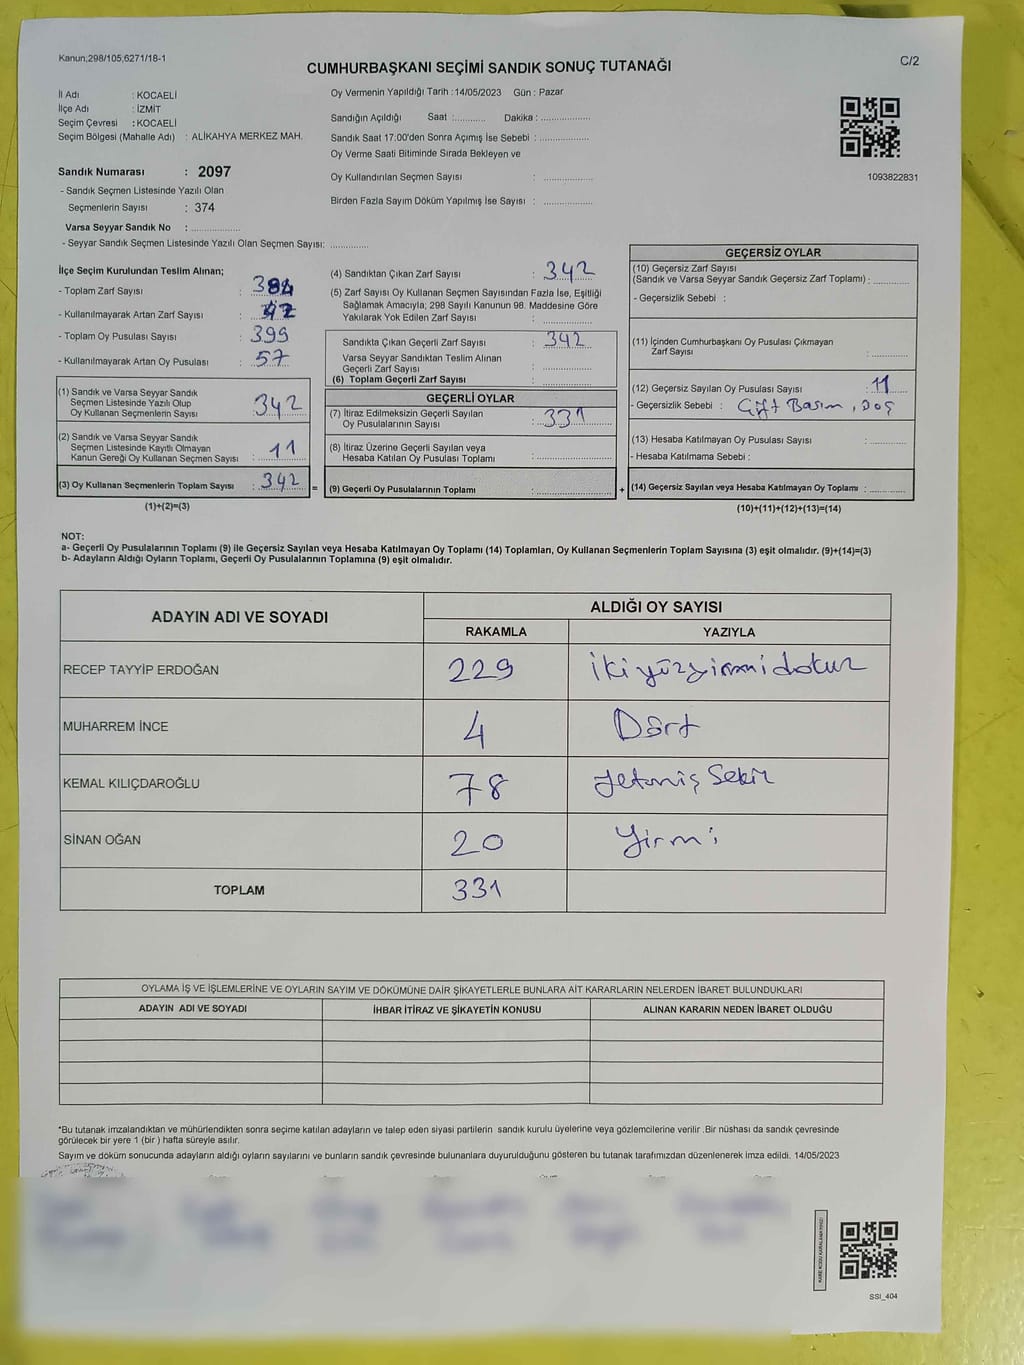 Kanun;298/105,6271/18-1
C/2
CUMHURBAŞKANI SEÇİMİ SANDIK SONUÇ TUTANAĞI
İl Adı : KOCAELİ
İlçe Adı : İZMİT
Seçim Çevresi : KOCAELİ
Seçim Bölgesi (Mahalle Adı) : ALİKAHYA MERKEZ MAH.
Sandık Numarası : 2097
- Sandık Seçmen Listesinde Yazılı Olan
Seçmenlerin Sayısı : 374
Varsa Seyyar Sandık No : ..................
- Seyyar Sandık Seçmen Listesinde Yazılı Olan Seçmen Sayısı: ..............
Oy Vermenin Yapıldığı Tarih :14/05/2023 Gün : Pazar
Sandığın Açıldığı Saat :........... Dakika : ..................
Sandık Saat 17:00'den Sonra Açımış İse Sebebi : ..................
Oy Verme Saati Bitiminde Sırada Bekleyen ve
Oy Kullandırılan Seçmen Sayısı : ..................
Birden Fazla Sayım Döküm Yapılmış İse Sayısı : ..................
1093822831
İlçe Seçim Kurulundan Teslim Alınan;
- Toplam Zarf Sayısı : 384
- Kullanılmayarak Artan Zarf Sayısı : 42
- Toplam Oy Pusulası Sayısı : 399
- Kullanılmayarak Artan Oy Pusulası : 57
(1) Sandık ve Varsa Seyyar Sandık
Seçmen Listesinde Yazılı Olup
Oy Kullanan Seçmenlerin Sayısı 342
(2) Sandık ve Varsa Seyyar Sandık
Seçmen Listesinde Kayıtlı Olmayan
Kanun Gereği Oy Kullanan Seçmen Sayısı : 11
(3) Oy Kullanan Seçmenlerin Toplam Sayısı : 342
(1)+(2)=(3)
(4) Sandıktan Çıkan Zarf Sayısı : 342
(5) Zarf Sayısı Oy Kullanan Seçmen Sayısından Fazla İse, Eşitliği
Sağlamak Amacıyla; 298 Sayılı Kanunun 98. Maddesine Göre
Yakılarak Yok Edilen Zarf Sayısı : ..................
Sandıkta Çıkan Geçerli Zarf Sayısı : 342
Varsa Seyyar Sandıktan Teslim Alınan
Geçerli Zarf Sayısı : ..................
(6) Toplam Geçerli Zarf Sayısı : ..................
GEÇERLİ OYLAR
(7) İtiraz Edilmeksizin Geçerli Sayılan
Oy Pusulalarının Sayısı : 331
(8) İtiraz Üzerine Geçerli Sayılan veya
Hesaba Katılan Oy Pusulası Toplamı : ..................
= (9) Geçerli Oy Pusulalarının Toplamı : ..................
GEÇERSİZ OYLAR
(10) Geçersiz Zarf Sayısı
(Sandık ve Varsa Seyyar Sandık Geçersiz Zarf Toplamı) : .............
- Geçersizlik Sebebi :
(11) İçinden Cumhurbaşkanı Oy Pusulası Çıkmayan
Zarf Sayısı : .............
(12) Geçersiz Sayılan Oy Pusulası Sayısı : 11
- Geçersizlik Sebebi : Çift Basım,
(13) Hesaba Katılmayan Oy Pusulası Sayısı : .............
- Hesaba Katılmama Sebebi :
+ (14) Geçersiz Sayılan veya Hesaba Katılmayan Oy Toplamı : .............
(10)+(11)+(12)+(13)=(14)
NOT:
a- Geçerli Oy Pusulalarının Toplamı (9) ile Geçersiz Sayılan veya Hesaba Katılmayan Oy Toplamı (14) Toplamları, Oy Kullanan Seçmenlerin Toplam Sayısına (3) eşit olmalıdır. (9)+(14)=(3)
b- Adayların Aldığı Oyların Toplamı, Geçerli Oy Pusulalarının Toplamına (9) eşit olmalıdır.
ADAYIN ADI VE SOYADI ALDIĞI OY SAYISI
RAKAMLA YAZIYLA
RECEP TAYYİP ERDOĞAN 229 ikiyüzyirmidokuz
MUHARREM İNCE 4 Dört
KEMAL KILIÇDAROĞLU 78 yetmiş Sekiz
SİNAN OĞAN 20 yirmi
TOPLAM 331
OYLAMA İŞ VE İŞLEMLERİNE VE OYLARIN SAYIM VE DÖKÜMÜNE DAİR ŞİKAYETLERLE BUNLARA AİT KARARLARIN NELERDEN İBARET BULUNDUKLARI
ADAYIN ADI VE SOYADI İHBAR İTİRAZ VE ŞİKAYETİN KONUSU ALINAN KARARIN NEDEN İBARET OLDUĞU
*Bu tutanak imzalandıktan ve mühürlendikten sonra seçime katılan adayların ve talep eden siyasi partilerin sandık kurulu üyelerine veya gözlemcilerine verilir .Bir nüshası da sandık çevresinde
görülecek bir yere 1 (bir ) hafta süreyle asılır.
Sayım ve döküm sonucunda adayların aldığı oyların sayılarını ve bunların sandık çevresinde bulunanlara duyurulduğunu gösteren bu tutanak tarafımızdan düzenlenerek imza edildi. 14/05/2023
SSI_404